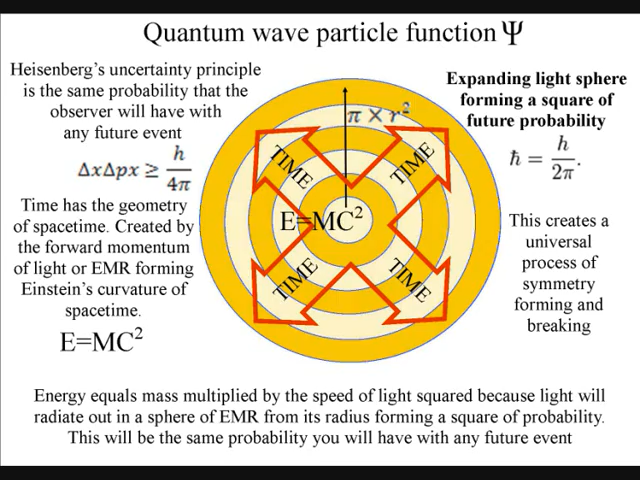 Quantum wave particle function Ψ
Heisenberg's uncertainty principle
is the same probability that the
observer will have with
any future event
ΔxΔpx ≥ h/4π
Time has the geometry
of spacetime. Created by
the forward momentum
of light or EMR forming
Einstein's curvature of
spacetime.
E=MC²
π × r²
TIME
TIME
E=MC²
TIME
TIME
Expanding light sphere
forming a square of
future probability
ħ = h/2π.
This creates a
universal
process of
symmetry
forming and
breaking
Energy equals mass multiplied by the speed of light squared because light will
radiate out in a sphere of EMR from its radius forming a square of probability.
This will be the same probability you will have with any future event